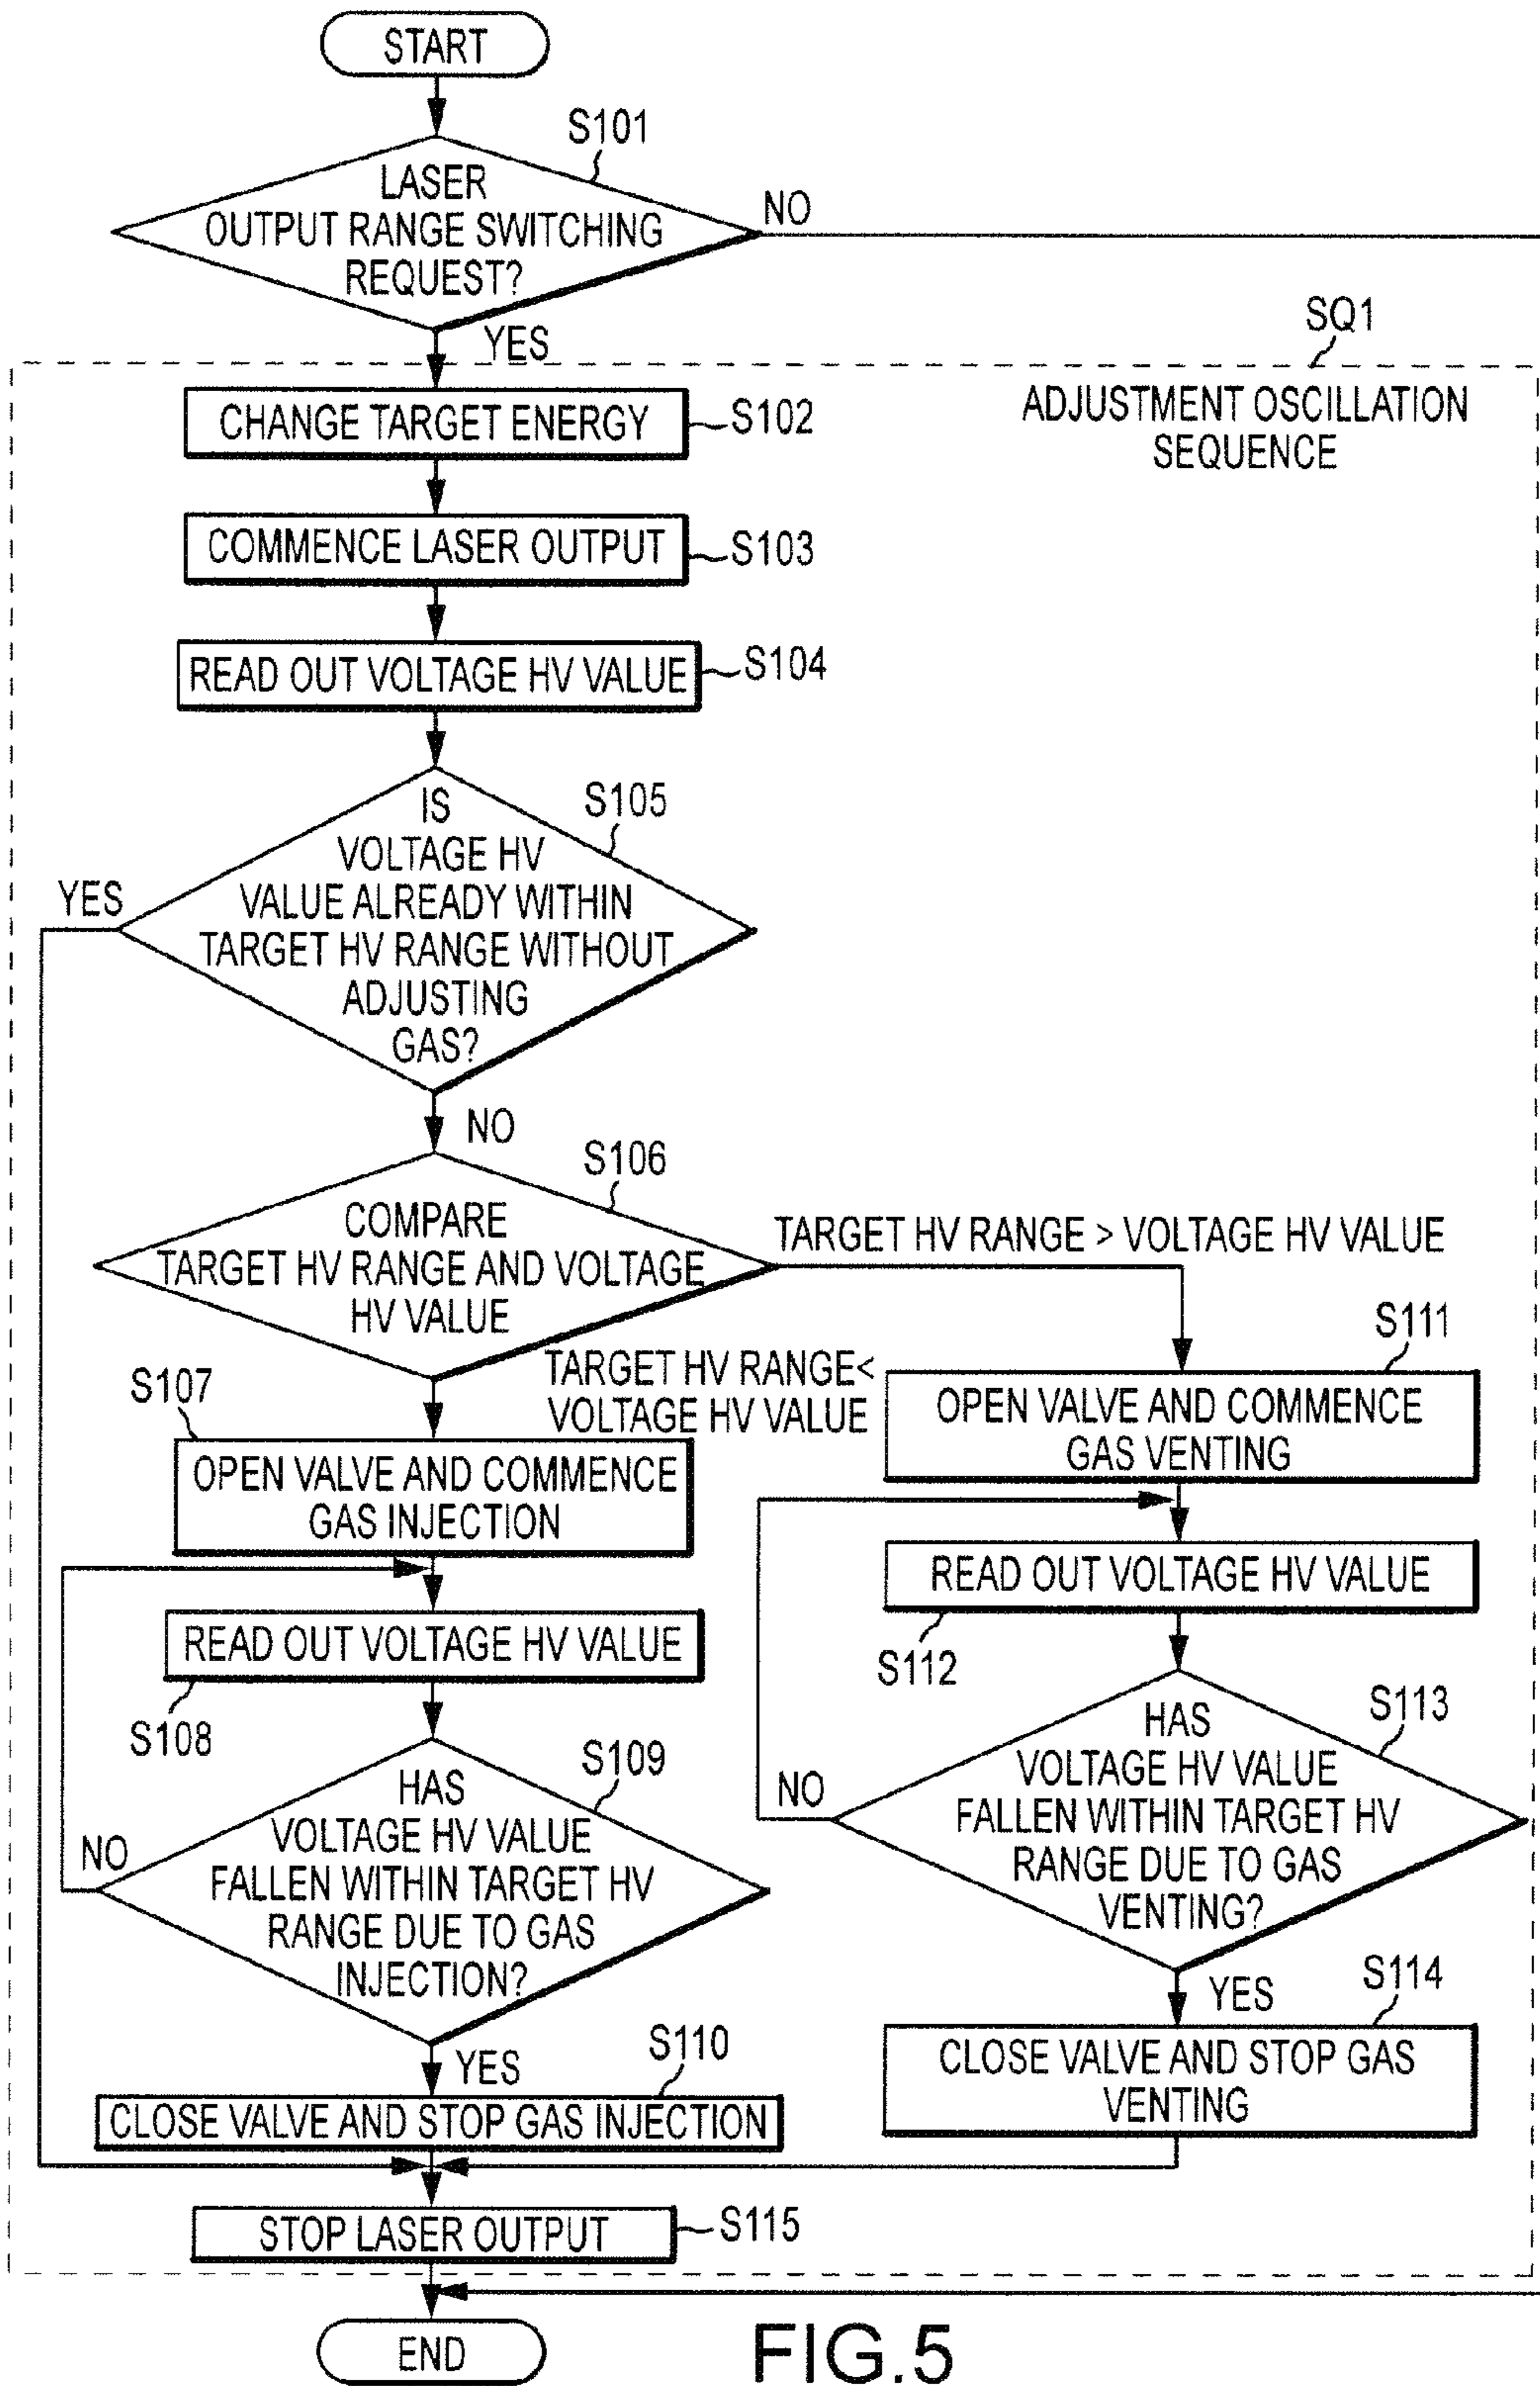 START
S101
LASER
OUTPUT RANGE SWITCHING
REQUEST?
NO
YES
SQ1
ADJUSTMENT OSCILLATION
SEQUENCE
CHANGE TARGET ENERGY
S102
COMMENCE LASER OUTPUT
S103
READ OUT VOLTAGE HV VALUE
S104
IS
VOLTAGE HV
VALUE ALREADY WITHIN
TARGET HV RANGE WITHOUT
ADJUSTING
GAS?
S105
YES
NO
S106
COMPARE
TARGET HV RANGE AND VOLTAGE
HV VALUE
TARGET HV RANGE > VOLTAGE HV VALUE
TARGET HV RANGE<
VOLTAGE HV VALUE
S107
OPEN VALVE AND COMMENCE
GAS INJECTION
READ OUT VOLTAGE HV VALUE
S108
S109
HAS
VOLTAGE HV VALUE
FALLEN WITHIN TARGET HV
RANGE DUE TO GAS
INJECTION?
NO
YES
S110
CLOSE VALVE AND STOP GAS INJECTION
S111
OPEN VALVE AND COMMENCE
GAS VENTING
READ OUT VOLTAGE HV VALUE
S112
S113
HAS
VOLTAGE HV VALUE
FALLEN WITHIN TARGET HV
RANGE DUE TO GAS
VENTING?
NO
YES
S114
CLOSE VALVE AND STOP GAS
VENTING
STOP LASER OUTPUT
S115
END
FIG.5